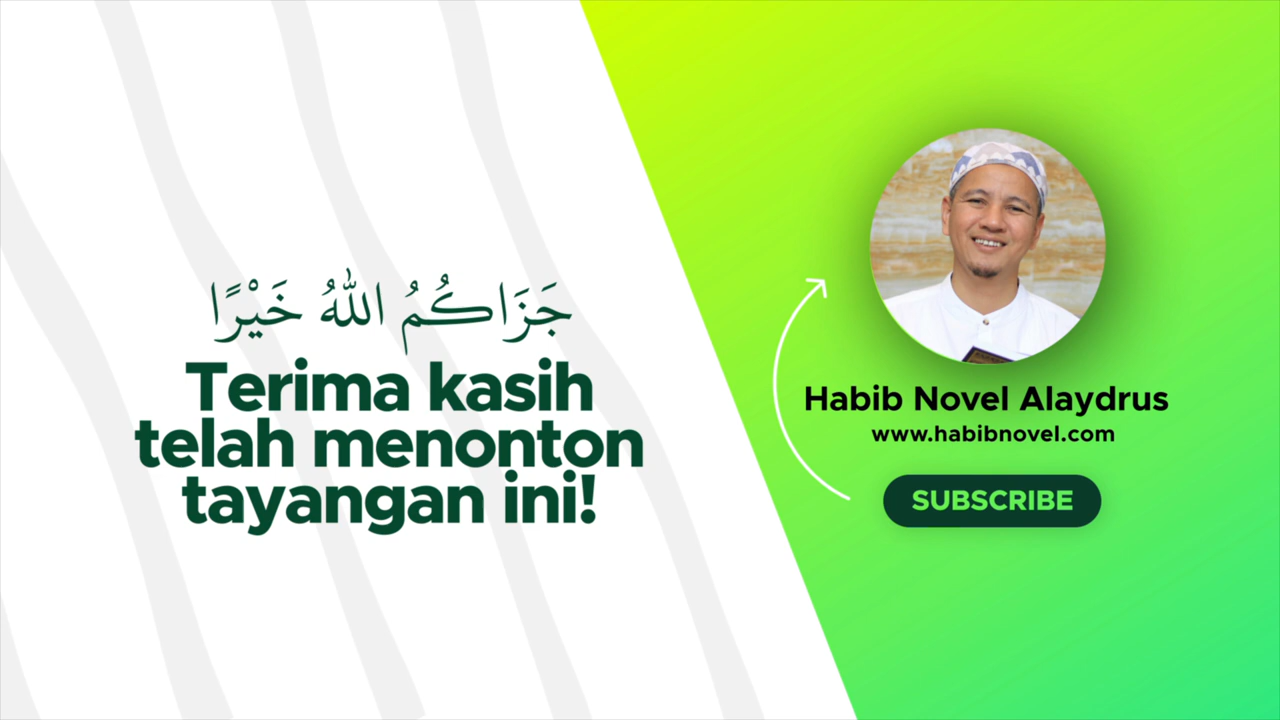 جَزَاكُمُ اللهُ خَيْرًا
Terima kasih
telah menonton
tayangan ini!
Habib Novel Alaydrus
www.habibnovel.com
SUBSCRIBE